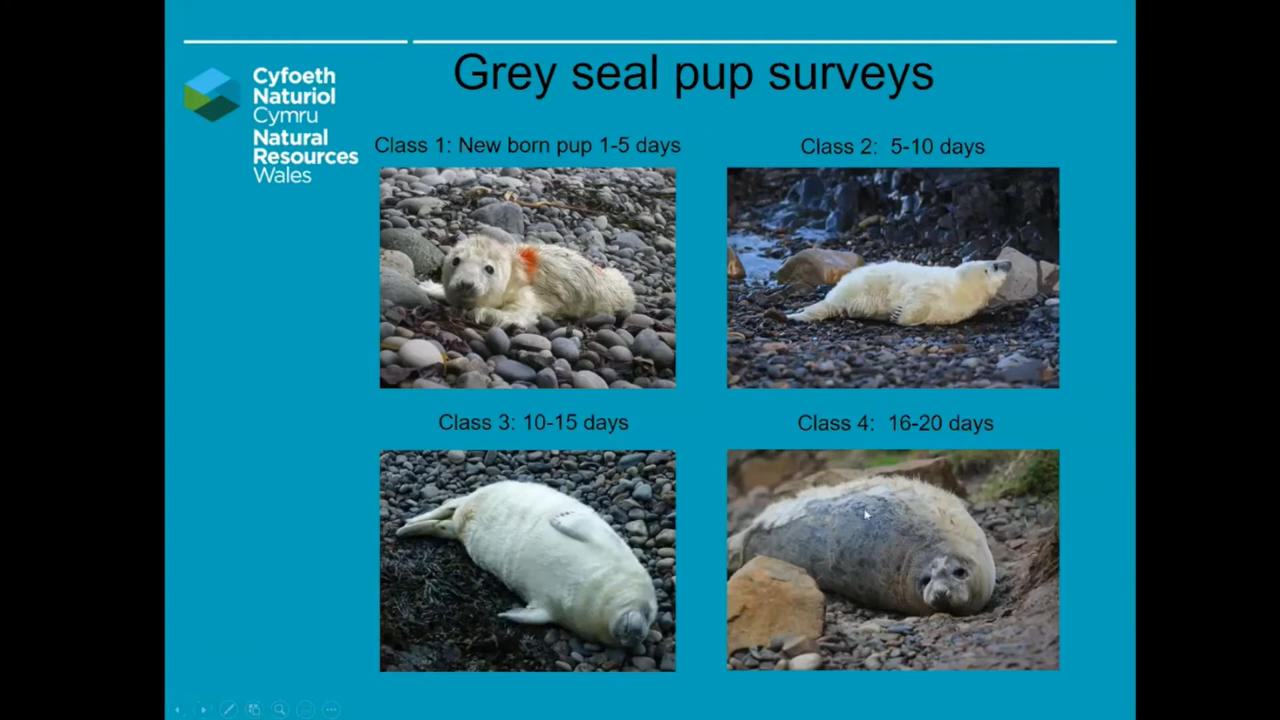 Grey seal pup surveys
Cyfoeth
Naturiol
Cymru
Natural
Resources
Wales
Class 1: New born pup 1-5 days
Class 2: 5-10 days
Class 3: 10-15 days
Class 4: 16-20 days